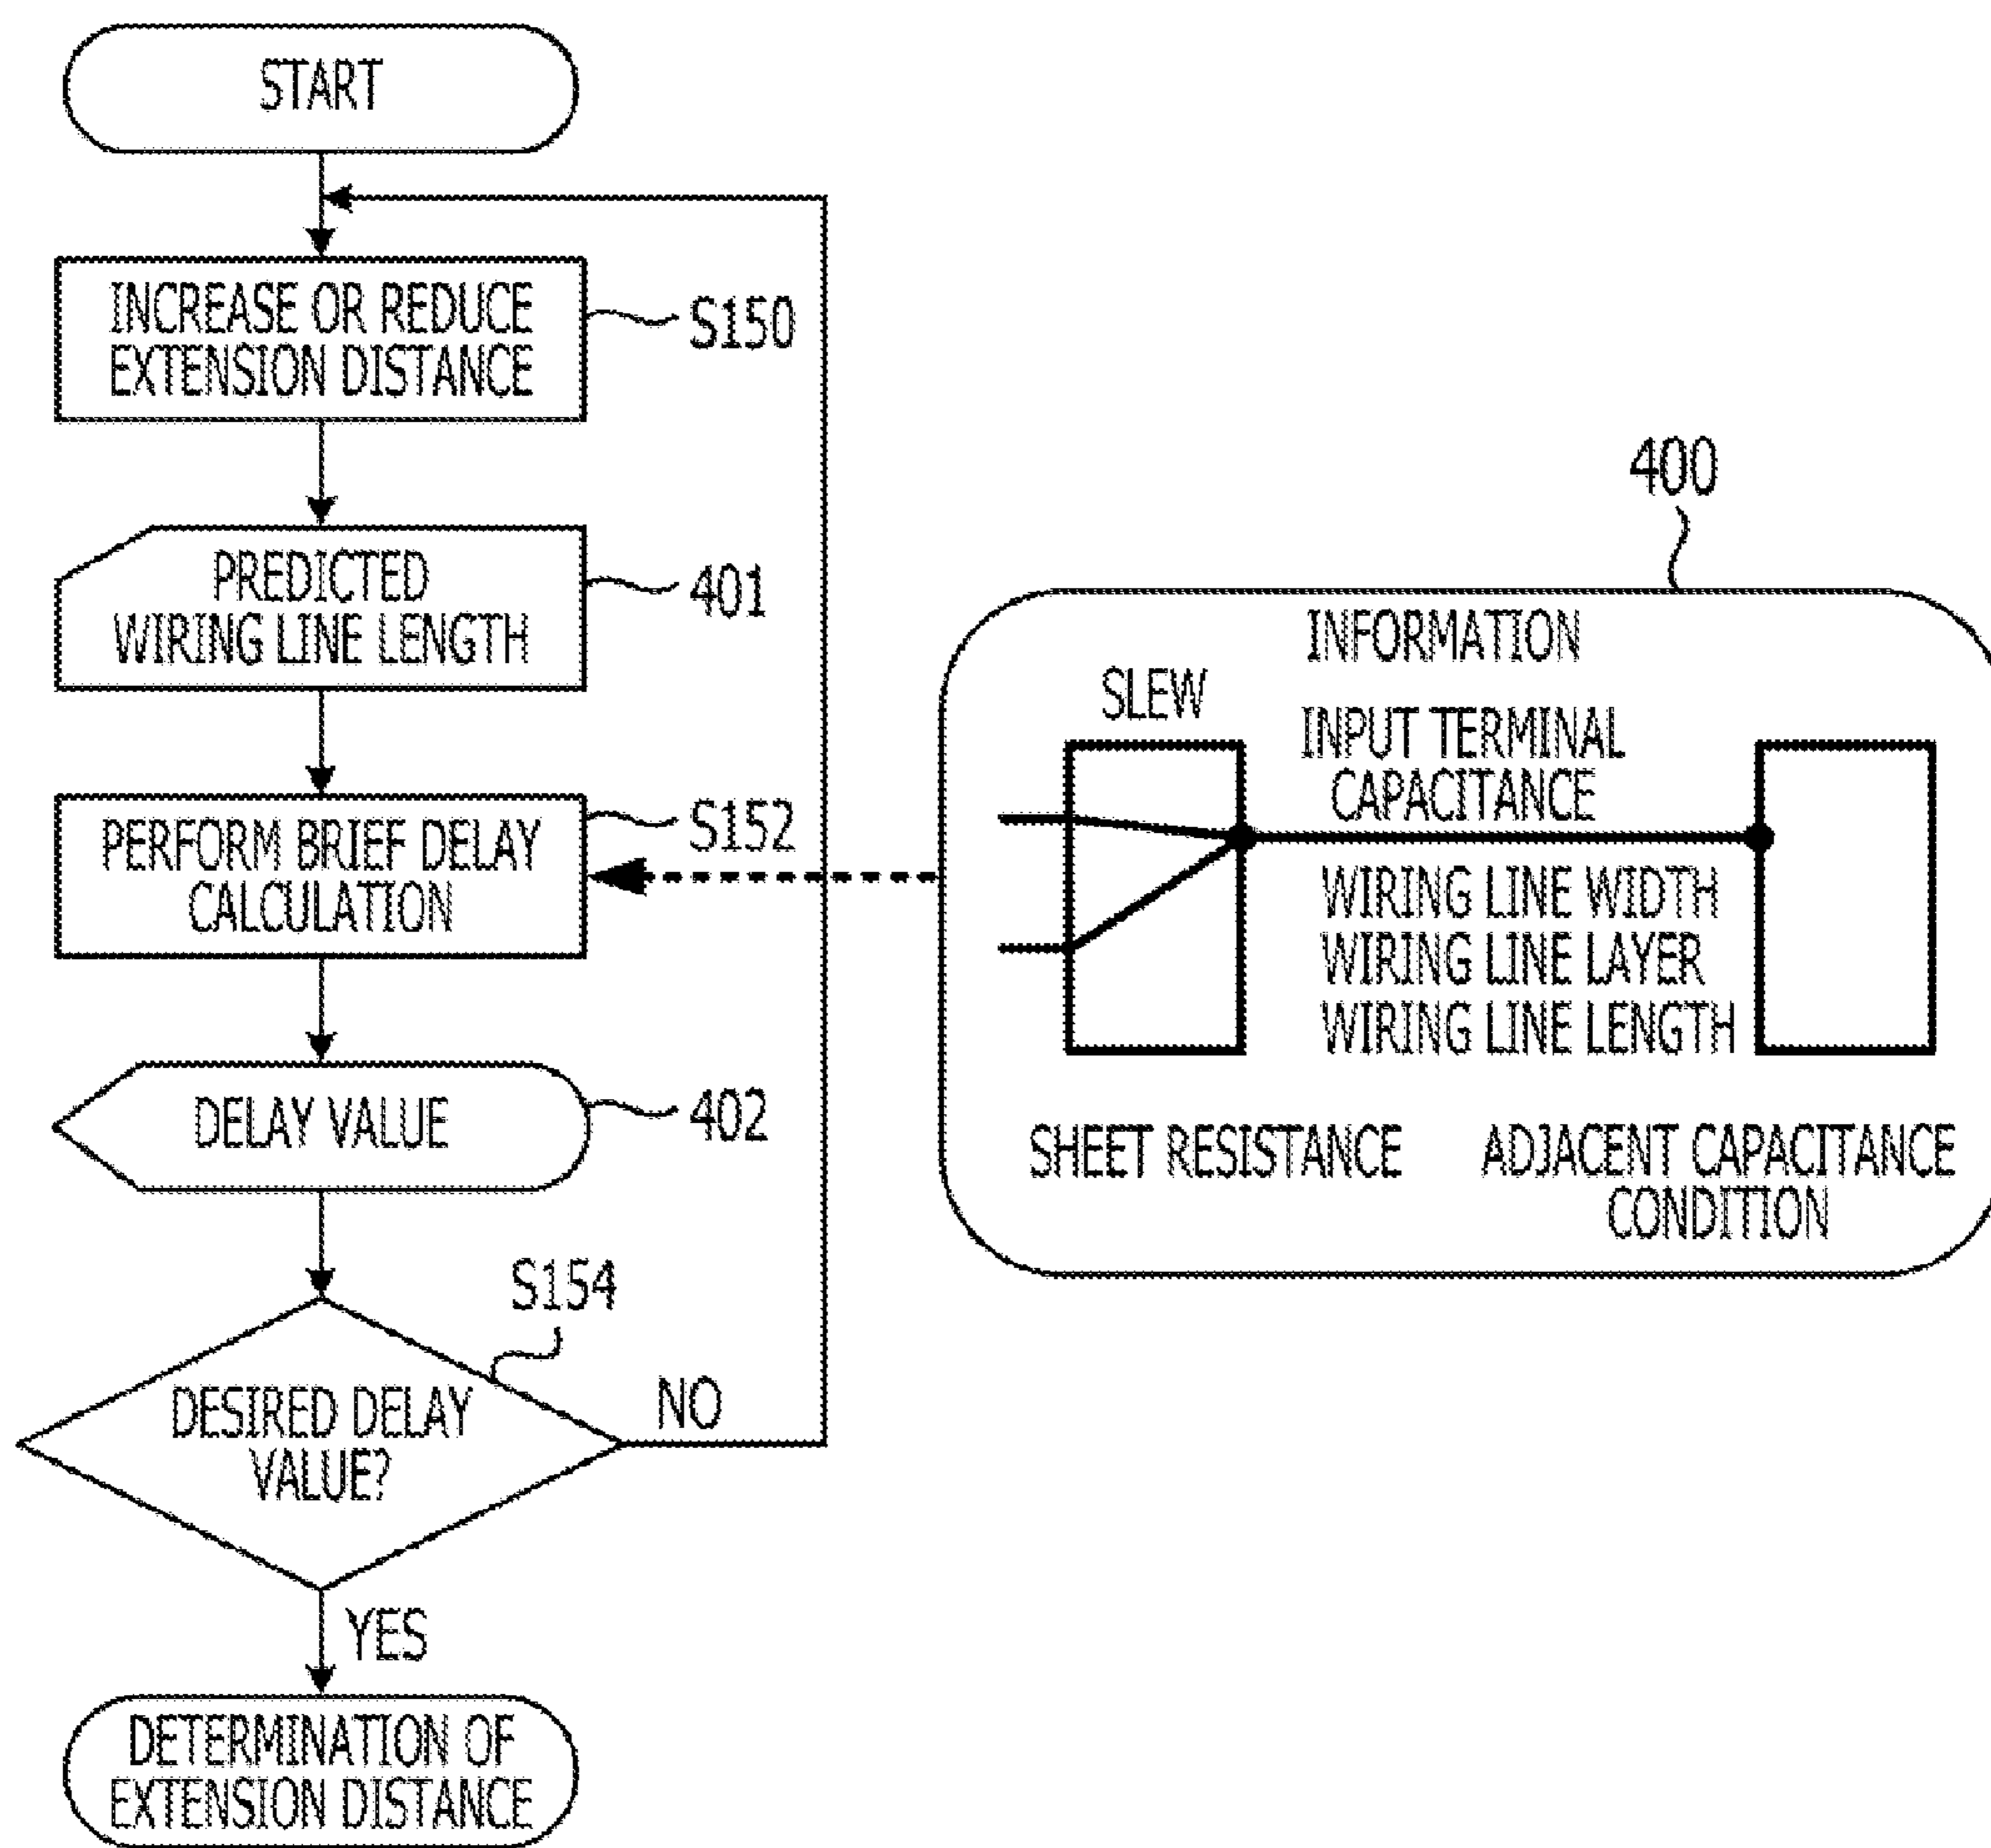 START
INCREASE OR REDUCE
EXTENSION DISTANCE
S150
PREDICTED
WIRING LINE LENGTH
401
PERFORM BRIEF DELAY
CALCULATION
S152
DELAY VALUE
402
S154
DESIRED DELAY
VALUE?
NO
YES
DETERMINATION OF
EXTENSION DISTANCE
400
INFORMATION
SLEW
INPUT TERMINAL
CAPACITANCE
WIRING LINE WIDTH
WIRING LINE LAYER
WIRING LINE LENGTH
SHEET RESISTANCE
ADJACENT CAPACITANCE
CONDITION